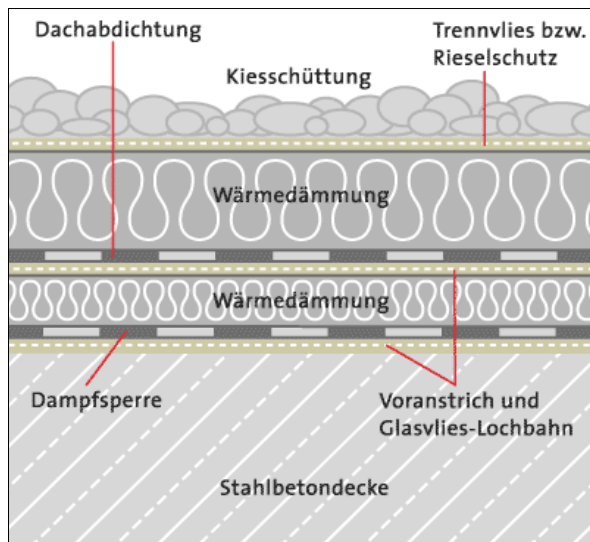 Dachabdichtung
Trennvlies bzw.
Rieselschutz
Kiesschüttung
Wärmedämmung
Wärmedämmung
Dampfsperre
Voranstrich und
Glasvlies-Lochbahn
Stahlbetondecke